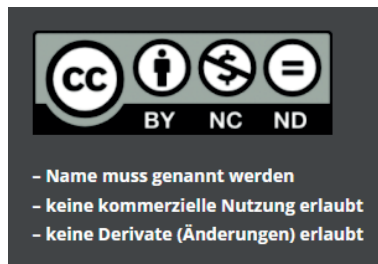 cc
BY NC ND
– Name muss genannt werden
– keine kommerzielle Nutzung erlaubt
– keine Derivate (Änderungen) erlaubt